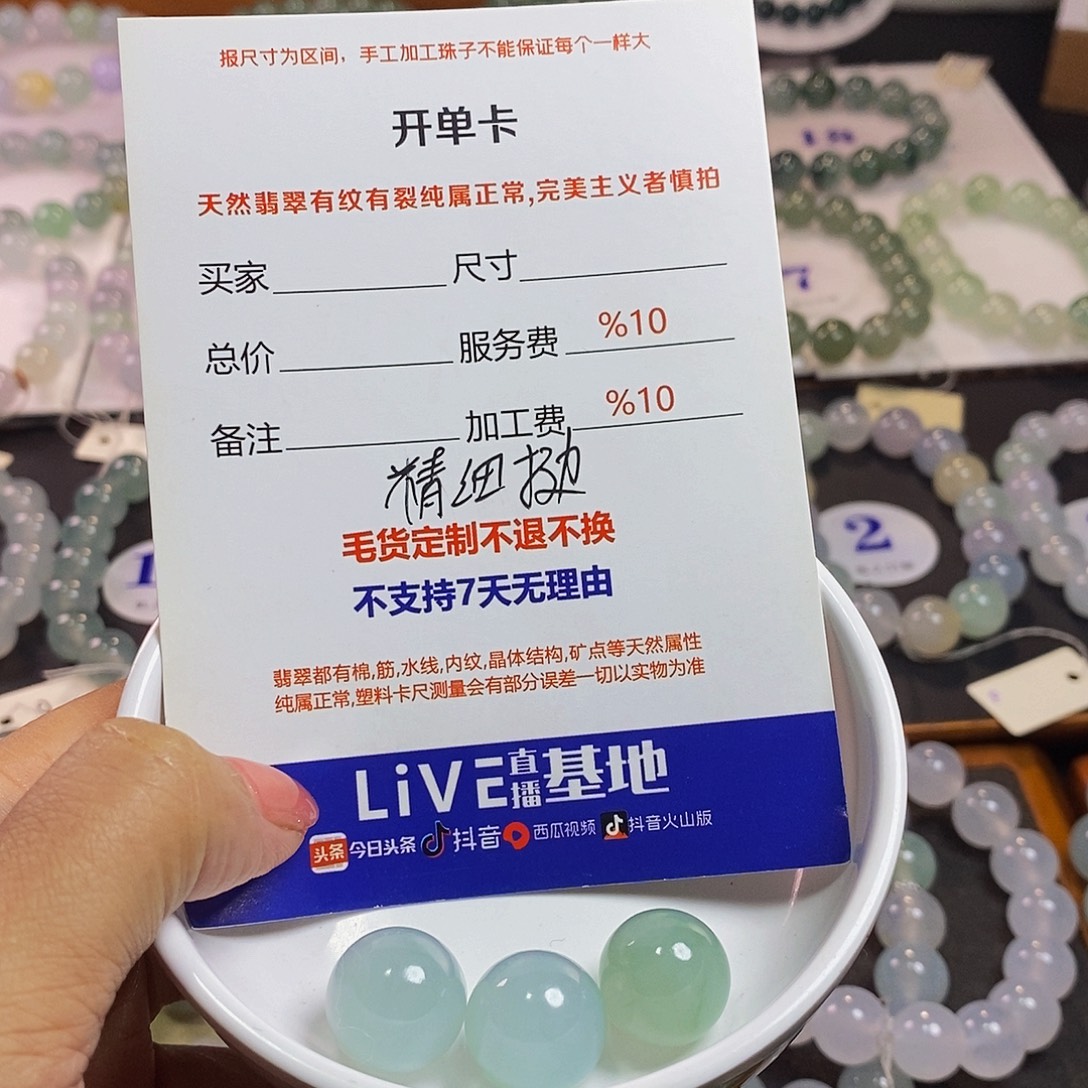 报尺寸为区间，手工加工珠子不能保证每个一样大
开单卡
天然翡翠有纹有裂纯属正常,完美主义者慎拍
买家 尺寸
总价 服务费 %10
备注 加工费 %10
精细挑
毛货定制不退不换
不支持7天无理由
翡翠都有棉,筋,水线,内纹,晶体结构,矿点等天然属性
纯属正常,塑料卡尺测量会有部分误差一切以实物为准
LiVE直播基地
头条 今日头条 抖音 西瓜视频 抖音火山版
18
7
1
2